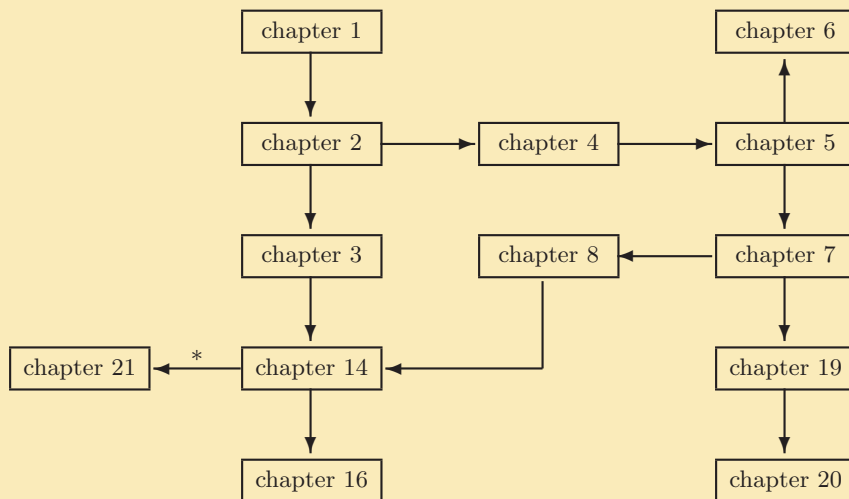 chapter 1
chapter 6
chapter 2
chapter 4
chapter 5
chapter 3
chapter 8
chapter 7
*
chapter 21
chapter 14
chapter 19
chapter 16
chapter 20